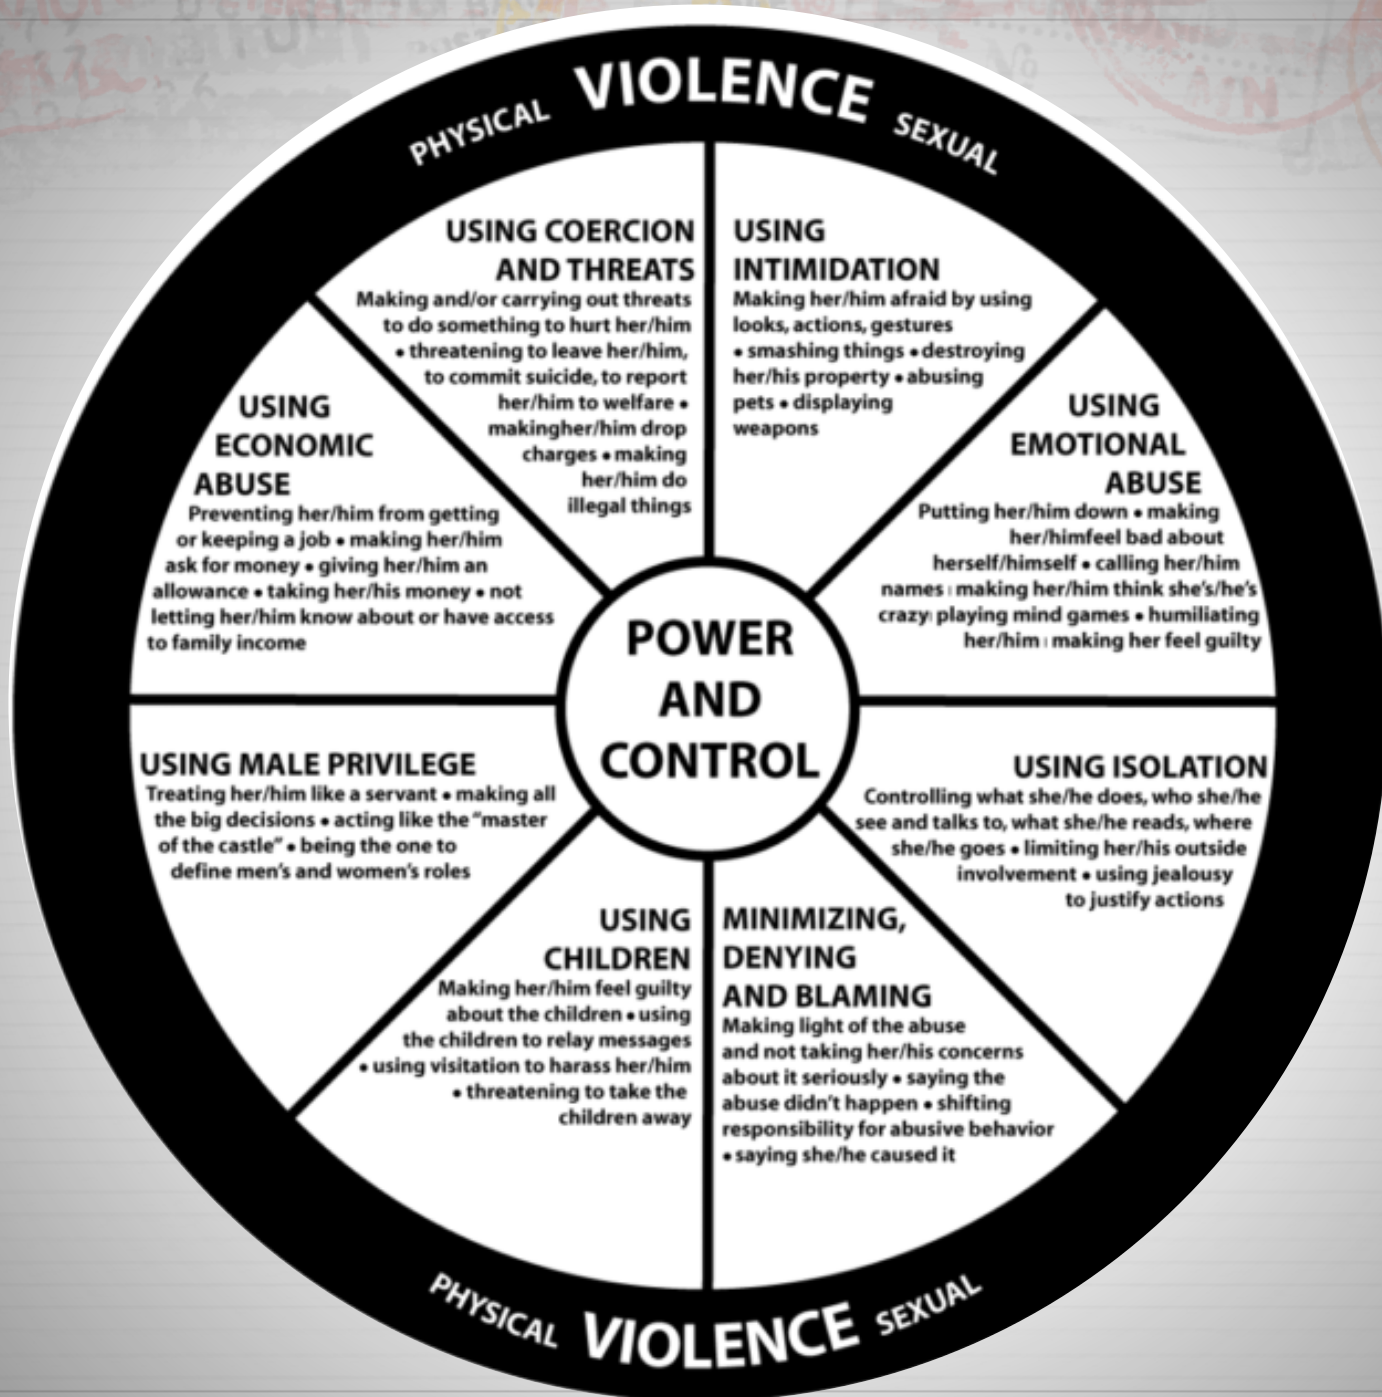 PHYSICAL VIOLENCE SEXUAL
USING COERCION
AND THREATS
Making and/or carrying out threats
to do something to hurt her/him
• threatening to leave her/him,
to commit suicide, to report
her/him to welfare •
makingher/him drop
charges • making
her/him do
illegal things
USING
INTIMIDATION
Making her/him afraid by using
looks, actions, gestures
• smashing things • destroying
her/his property • abusing
pets • displaying
weapons
USING
EMOTIONAL
ABUSE
Putting her/him down • making
her/himfeel bad about
herself/himself • calling her/him
names making her/him think she's/he's
crazy playing mind games • humiliating
her/him making her feel guilty
USING ISOLATION
Controlling what she/he does, who she/he
see and talks to, what she/he reads, where
she/he goes • limiting her/his outside
involvement • using jealousy
to justify actions
MINIMIZING,
DENYING
AND BLAMING
Making light of the abuse
and not taking her/his concerns
about it seriously • saying the
abuse didn't happen • shifting
responsibility for abusive behavior
• saying she/he caused it
USING
CHILDREN
Making her/him feel guilty
about the children • using
the children to relay messages
• using visitation to harass her/him
• threatening to take the
children away
USING MALE PRIVILEGE
Treating her/him like a servant • making all
the big decisions • acting like the "master
of the castle" • being the one to
define men's and women's roles
USING
ECONOMIC
ABUSE
Preventing her/him from getting
or keeping a job • making her/him
ask for money • giving her/him an
allowance • taking her/his money • not
letting her/him know about or have access
to family income
POWER
AND
CONTROL
PHYSICAL VIOLENCE SEXUAL